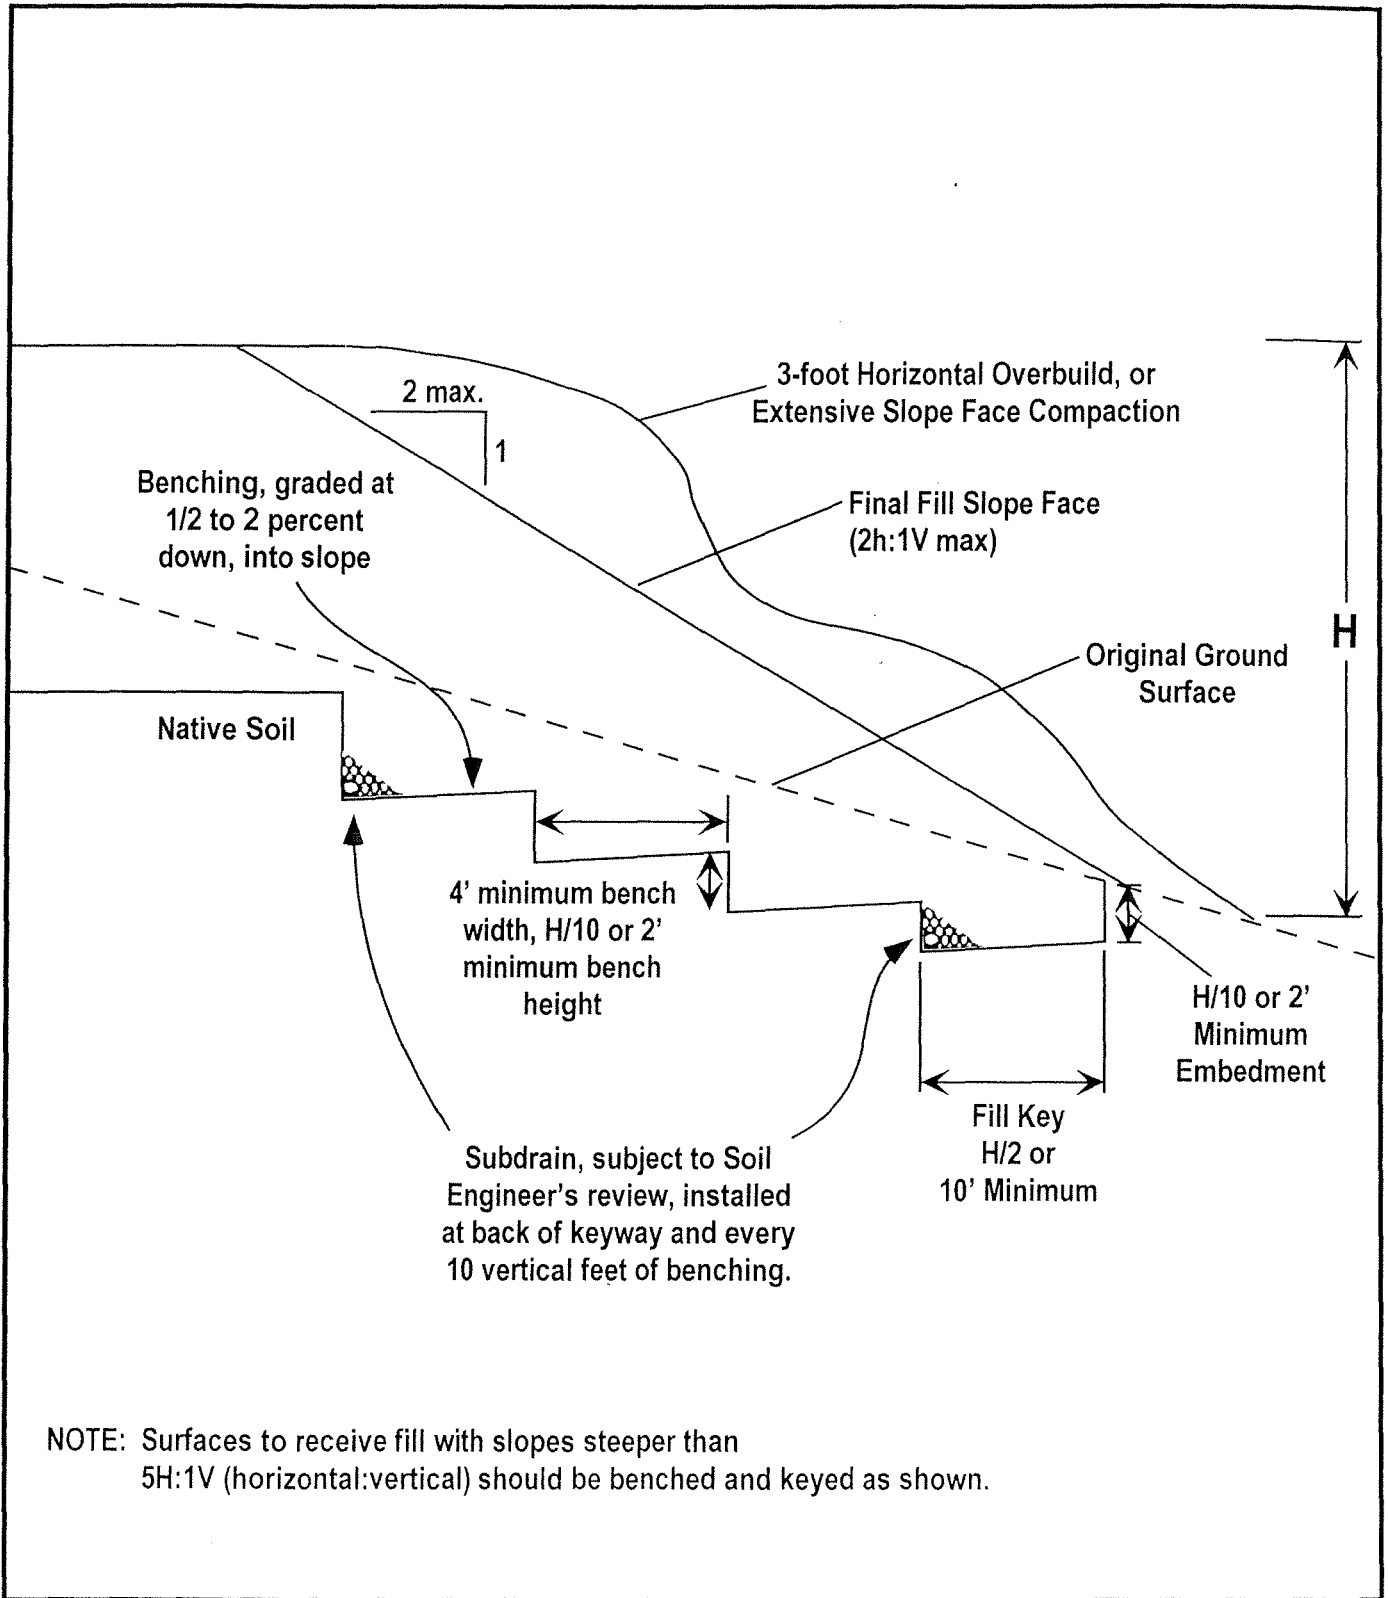 3-foot Horizontal Overbuild, or
Extensive Slope Face Compaction
2 max.
1
Benching, graded at
1/2 to 2 percent
down, into slope
Final Fill Slope Face
(2h:1V max)
H
Original Ground
Surface
Native Soil
4' minimum bench
width, H/10 or 2'
minimum bench
height
H/10 or 2'
Minimum
Embedment
Fill Key
H/2 or
10' Minimum
Subdrain, subject to Soil
Engineer's review, installed
at back of keyway and every
10 vertical feet of benching.
NOTE: Surfaces to receive fill with slopes steeper than
5H:1V (horizontal:vertical) should be benched and keyed as shown.